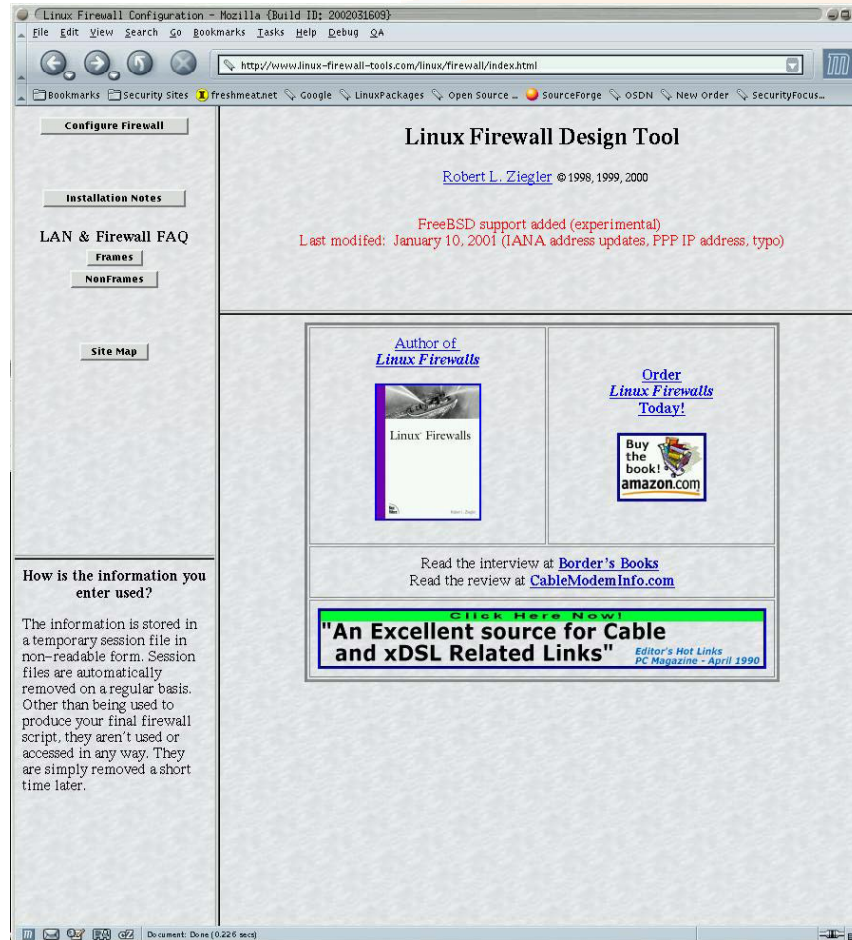 Linux Firewall Configuration - Mozilla {Build ID: 2002031609}
File Edit View Search Go Bookmarks Tasks Help Debug QA
http://www.linux-firewall-tools.com/linux/firewall/index.html
Bookmarks Security Sites freshmeat.net Google LinuxPackages Open Source … SourceForge OSDN New Order SecurityFocus…
Configure Firewall
Installation Notes
LAN & Firewall FAQ
Frames
NonFrames
Site Map
How is the information you
enter used?
The information is stored in
a temporary session file in
non-readable form. Session
files are automatically
removed on a regular basis.
Other than being used to
produce your final firewall
script, they aren't used or
accessed in any way. They
are simply removed a short
time later.
Linux Firewall Design Tool
Robert L. Ziegler © 1998, 1999, 2000
FreeBSD support added (experimental)
Last modifed: January 10, 2001 (IANA address updates, PPP IP address, typo)
Author of
Linux Firewalls
Linux Firewalls
Order
Linux Firewalls
Today!
Buy
the
book!
amazon.com
Read the interview at Border's Books
Read the review at CableModemInfo.com
Click Here Now!
"An Excellent source for Cable
and xDSL Related Links"
Editor's Hot Links
PC Magazine - April 1990
Document: Done (0.226 secs)